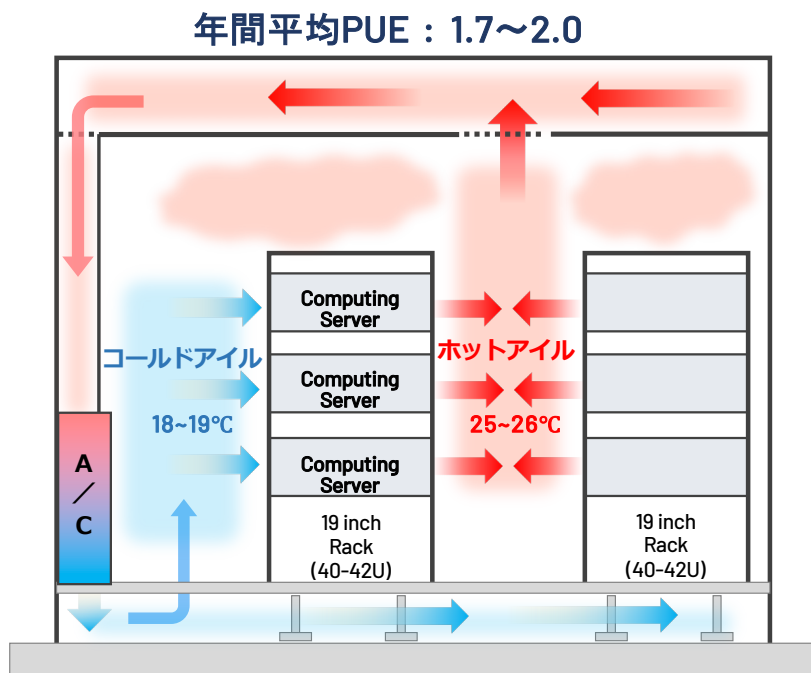 年間平均PUE：1.7～2.0
Computing
Server
コールドアイル
18~19℃
Computing
Server
Computing
Server
ホットアイル
25~26℃
A
／
C
19 inch
Rack
(40-42U)
19 inch
Rack
(40-42U)